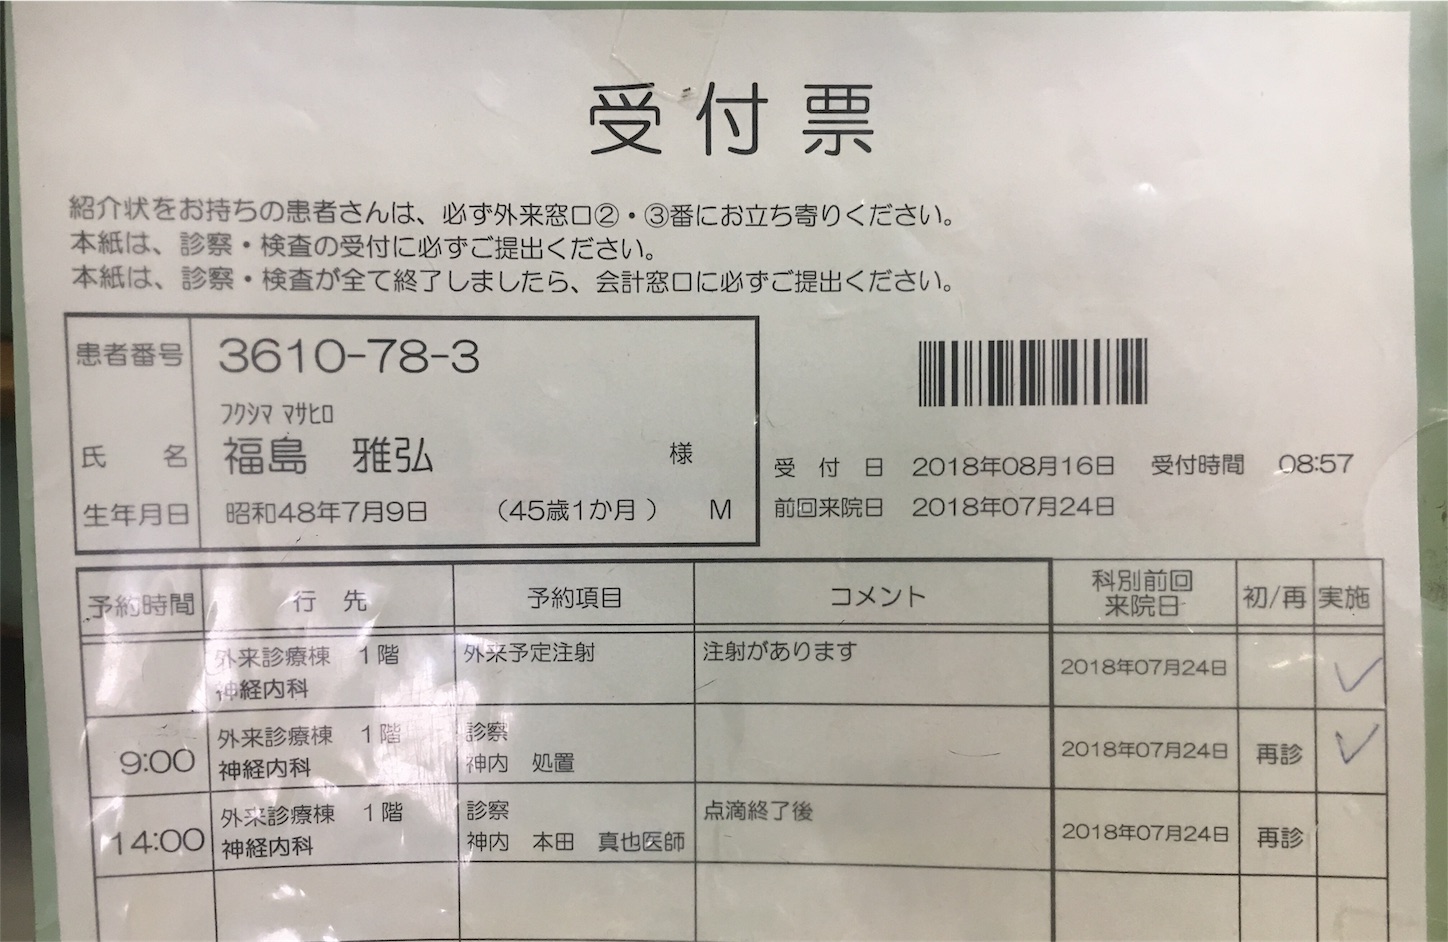 受付票
紹介状をお持ちの患者さんは、必ず外来窓口②・③番にお立ち寄りください。
本紙は、診察・検査の受付に必ずご提出ください。
本紙は、診察・検査が全て終了しましたら、会計窓口に必ずご提出ください。
患者番号 3610-78-3
フクシマ マサヒロ
氏 名 福島 雅弘 様
生年月日 昭和48年7月9日 （45歳1か月 ） M
受 付 日 2018年08月16日 受付時間 08:57
前回来院日 2018年07月24日
予約時間 行 先 予約項目 コメント 科別前回 来院日 初/再 実施
外来診療棟 1階 外来予定注射 注射があります 2018年07月24日
神経内科
外来診療棟 1階 診察
9:00 神経内科 神内 処置 2018年07月24日 再診
外来診療棟 1階 診察 点滴終了後
14:00 神経内科 神内 本田 真也医師 2018年07月24日 再診